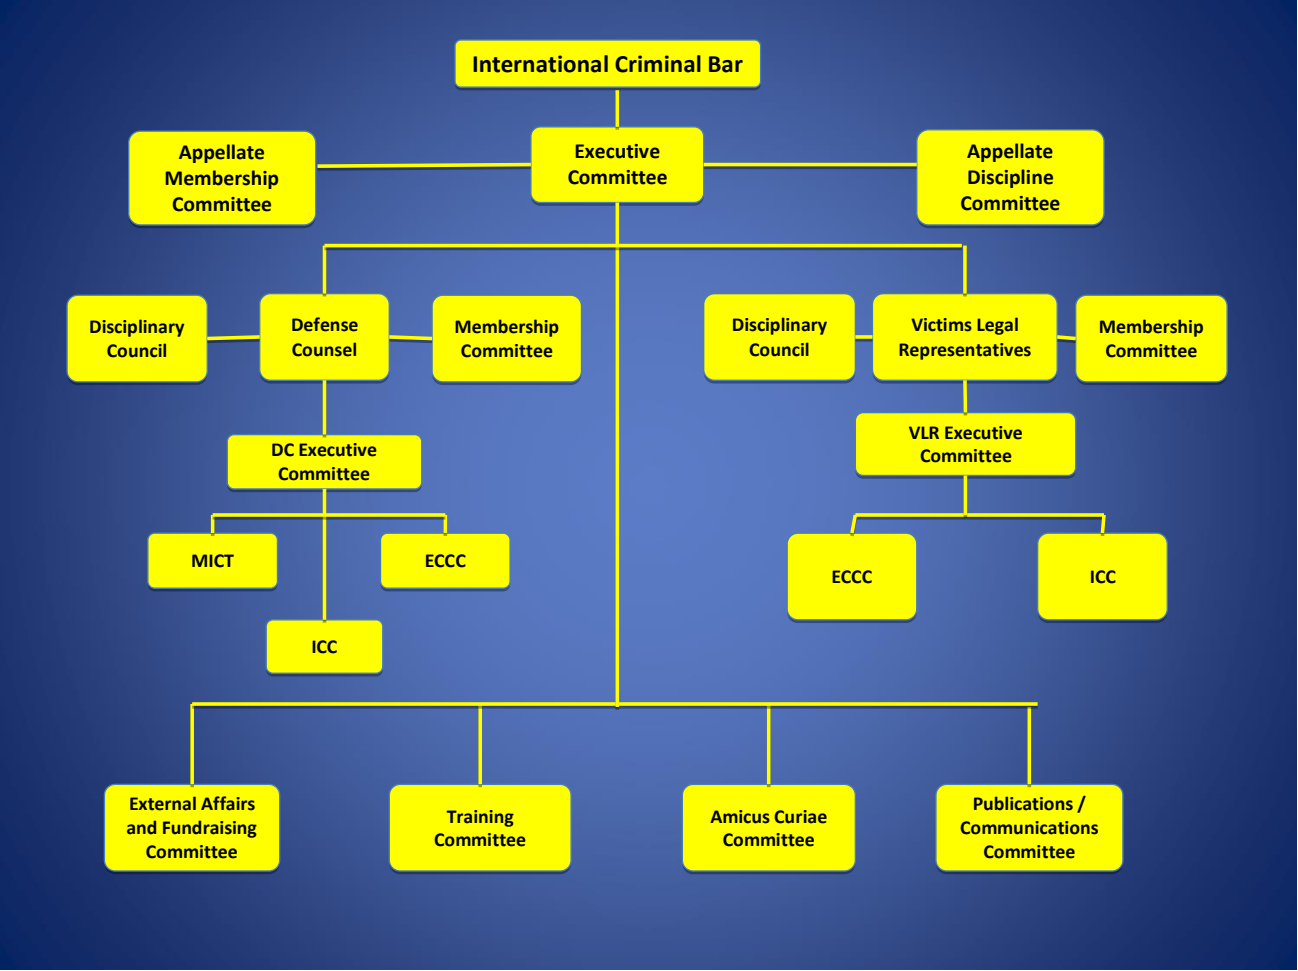 International Criminal Bar
Appellate
Membership
Committee
Executive
Committee
Appellate
Discipline
Committee
Disciplinary
Council
Defense
Counsel
Membership
Committee
Disciplinary
Council
Victims Legal
Representatives
Membership
Committee
DC Executive
Committee
VLR Executive
Committee
MICT
ECCC
ICC
ECCC
ICC
External Affairs
and Fundraising
Committee
Training
Committee
Amicus Curiae
Committee
Publications /
Communications
Committee